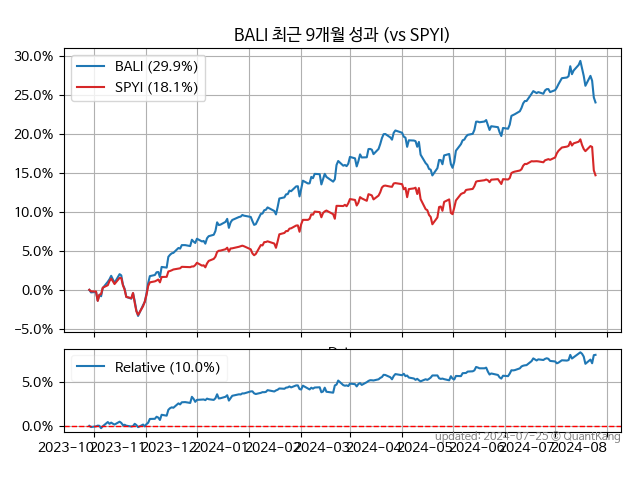 BALI 최근 9개월 성과 (vs SPYI)
30.0%
25.0%
20.0%
15.0%
10.0%
5.0%
0.0%
−5.0%
BALI (29.9%)
SPYI (18.1%)
5.0%
0.0%
Relative (10.0%)
updated: 2024-07-25 © QuantKang
2023-10 2023-11 2023-12 2024-01 2024-02 2024-03 2024-04 2024-05 2024-06 2024-07 2024-08